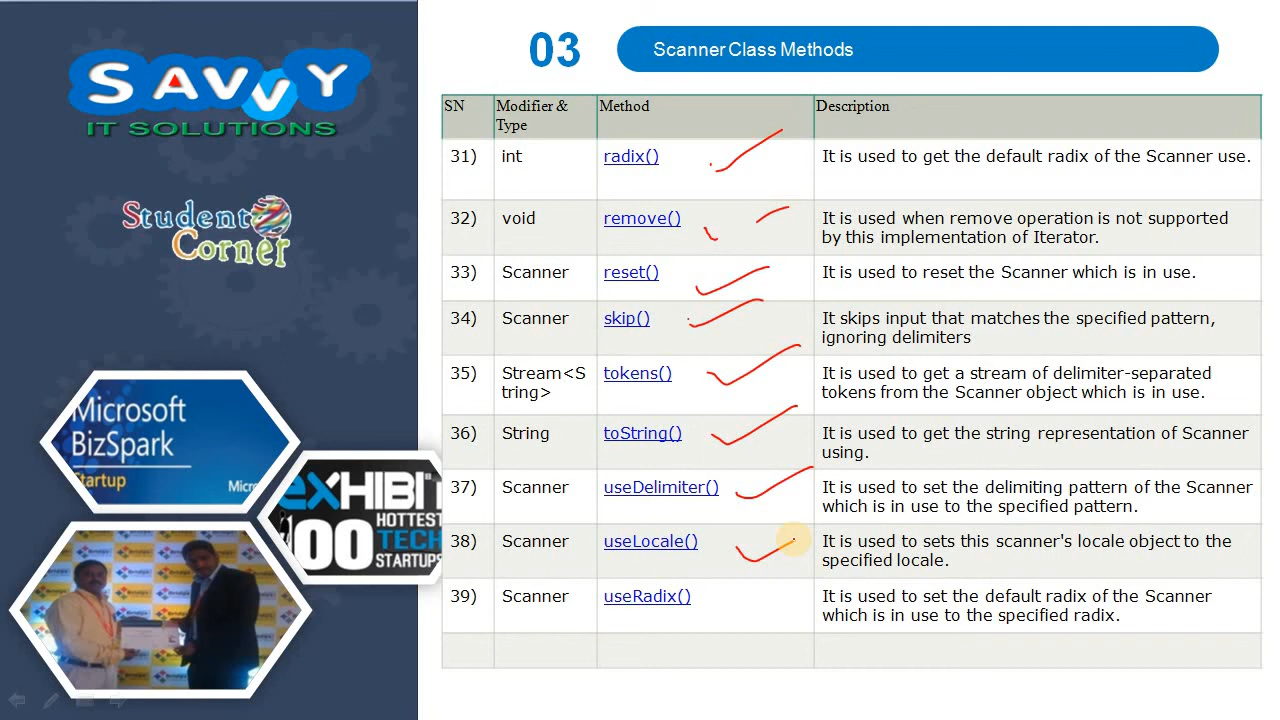 SAVVY
IT SOLUTIONS
Student
Corner
Microsoft
BizSpark
Startup
Micr
eXHIBIT
100 HOTTEST
TECH
STARTUPS
03
Scanner Class Methods
SN Modifier & Type Method Description
31) int radix() It is used to get the default radix of the Scanner use.
32) void remove() It is used when remove operation is not supported
by this implementation of Iterator.
33) Scanner reset() It is used to reset the Scanner which is in use.
34) Scanner skip() It skips input that matches the specified pattern,
ignoring delimiters
35) Stream<S tokens() It is used to get a stream of delimiter-separated
tring> tokens from the Scanner object which is in use.
36) String toString() It is used to get the string representation of Scanner
using.
37) Scanner useDelimiter() It is used to set the delimiting pattern of the Scanner
which is in use to the specified pattern.
38) Scanner useLocale() It is used to sets this scanner's locale object to the
specified locale.
39) Scanner useRadix() It is used to set the default radix of the Scanner
which is in use to the specified radix.